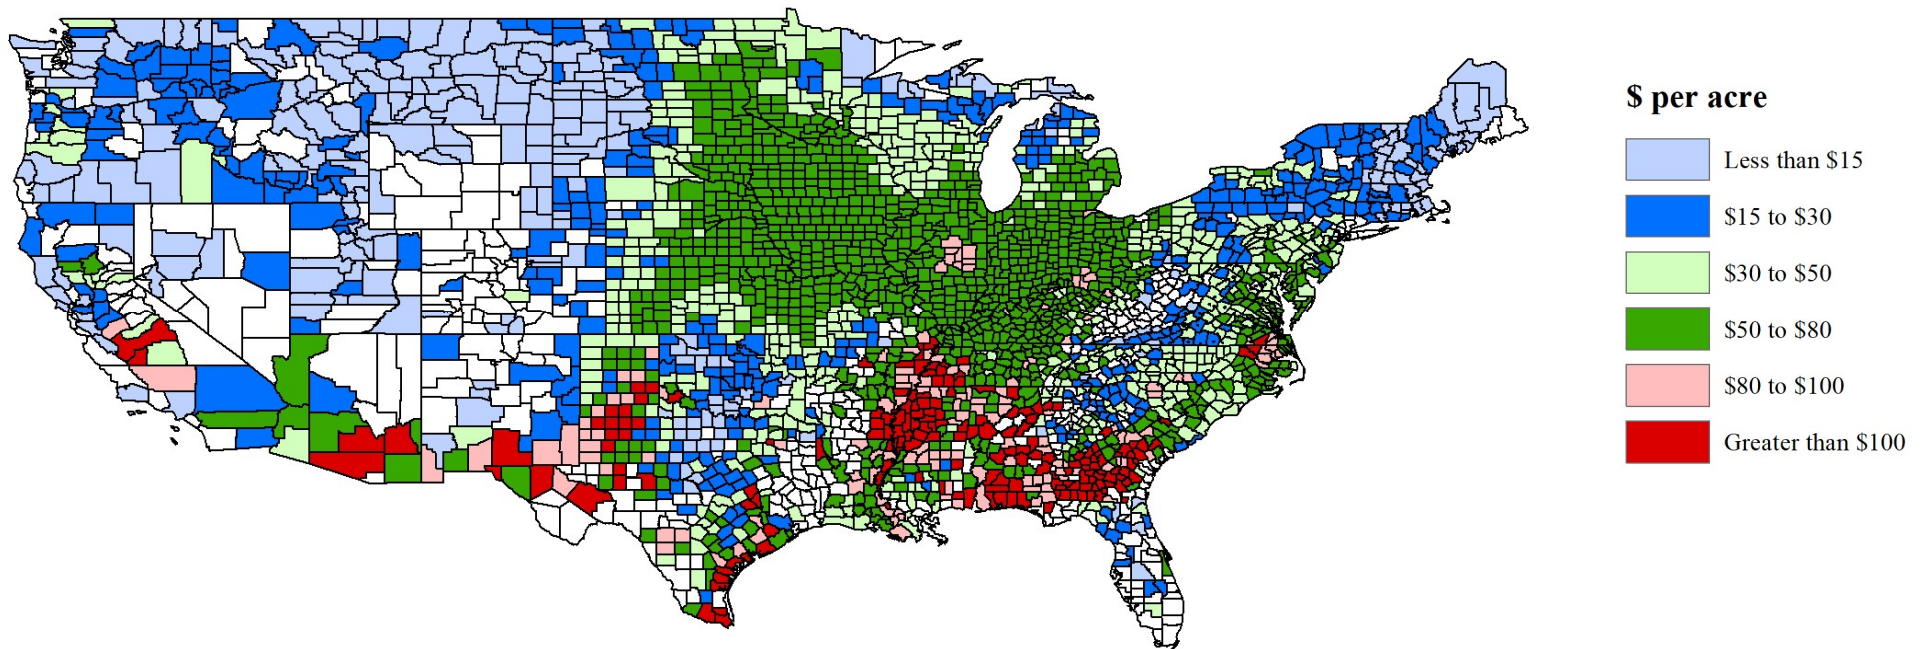 $ per acre
Less than $15
$15 to $30
$30 to $50
$50 to $80
$80 to $100
Greater than $100